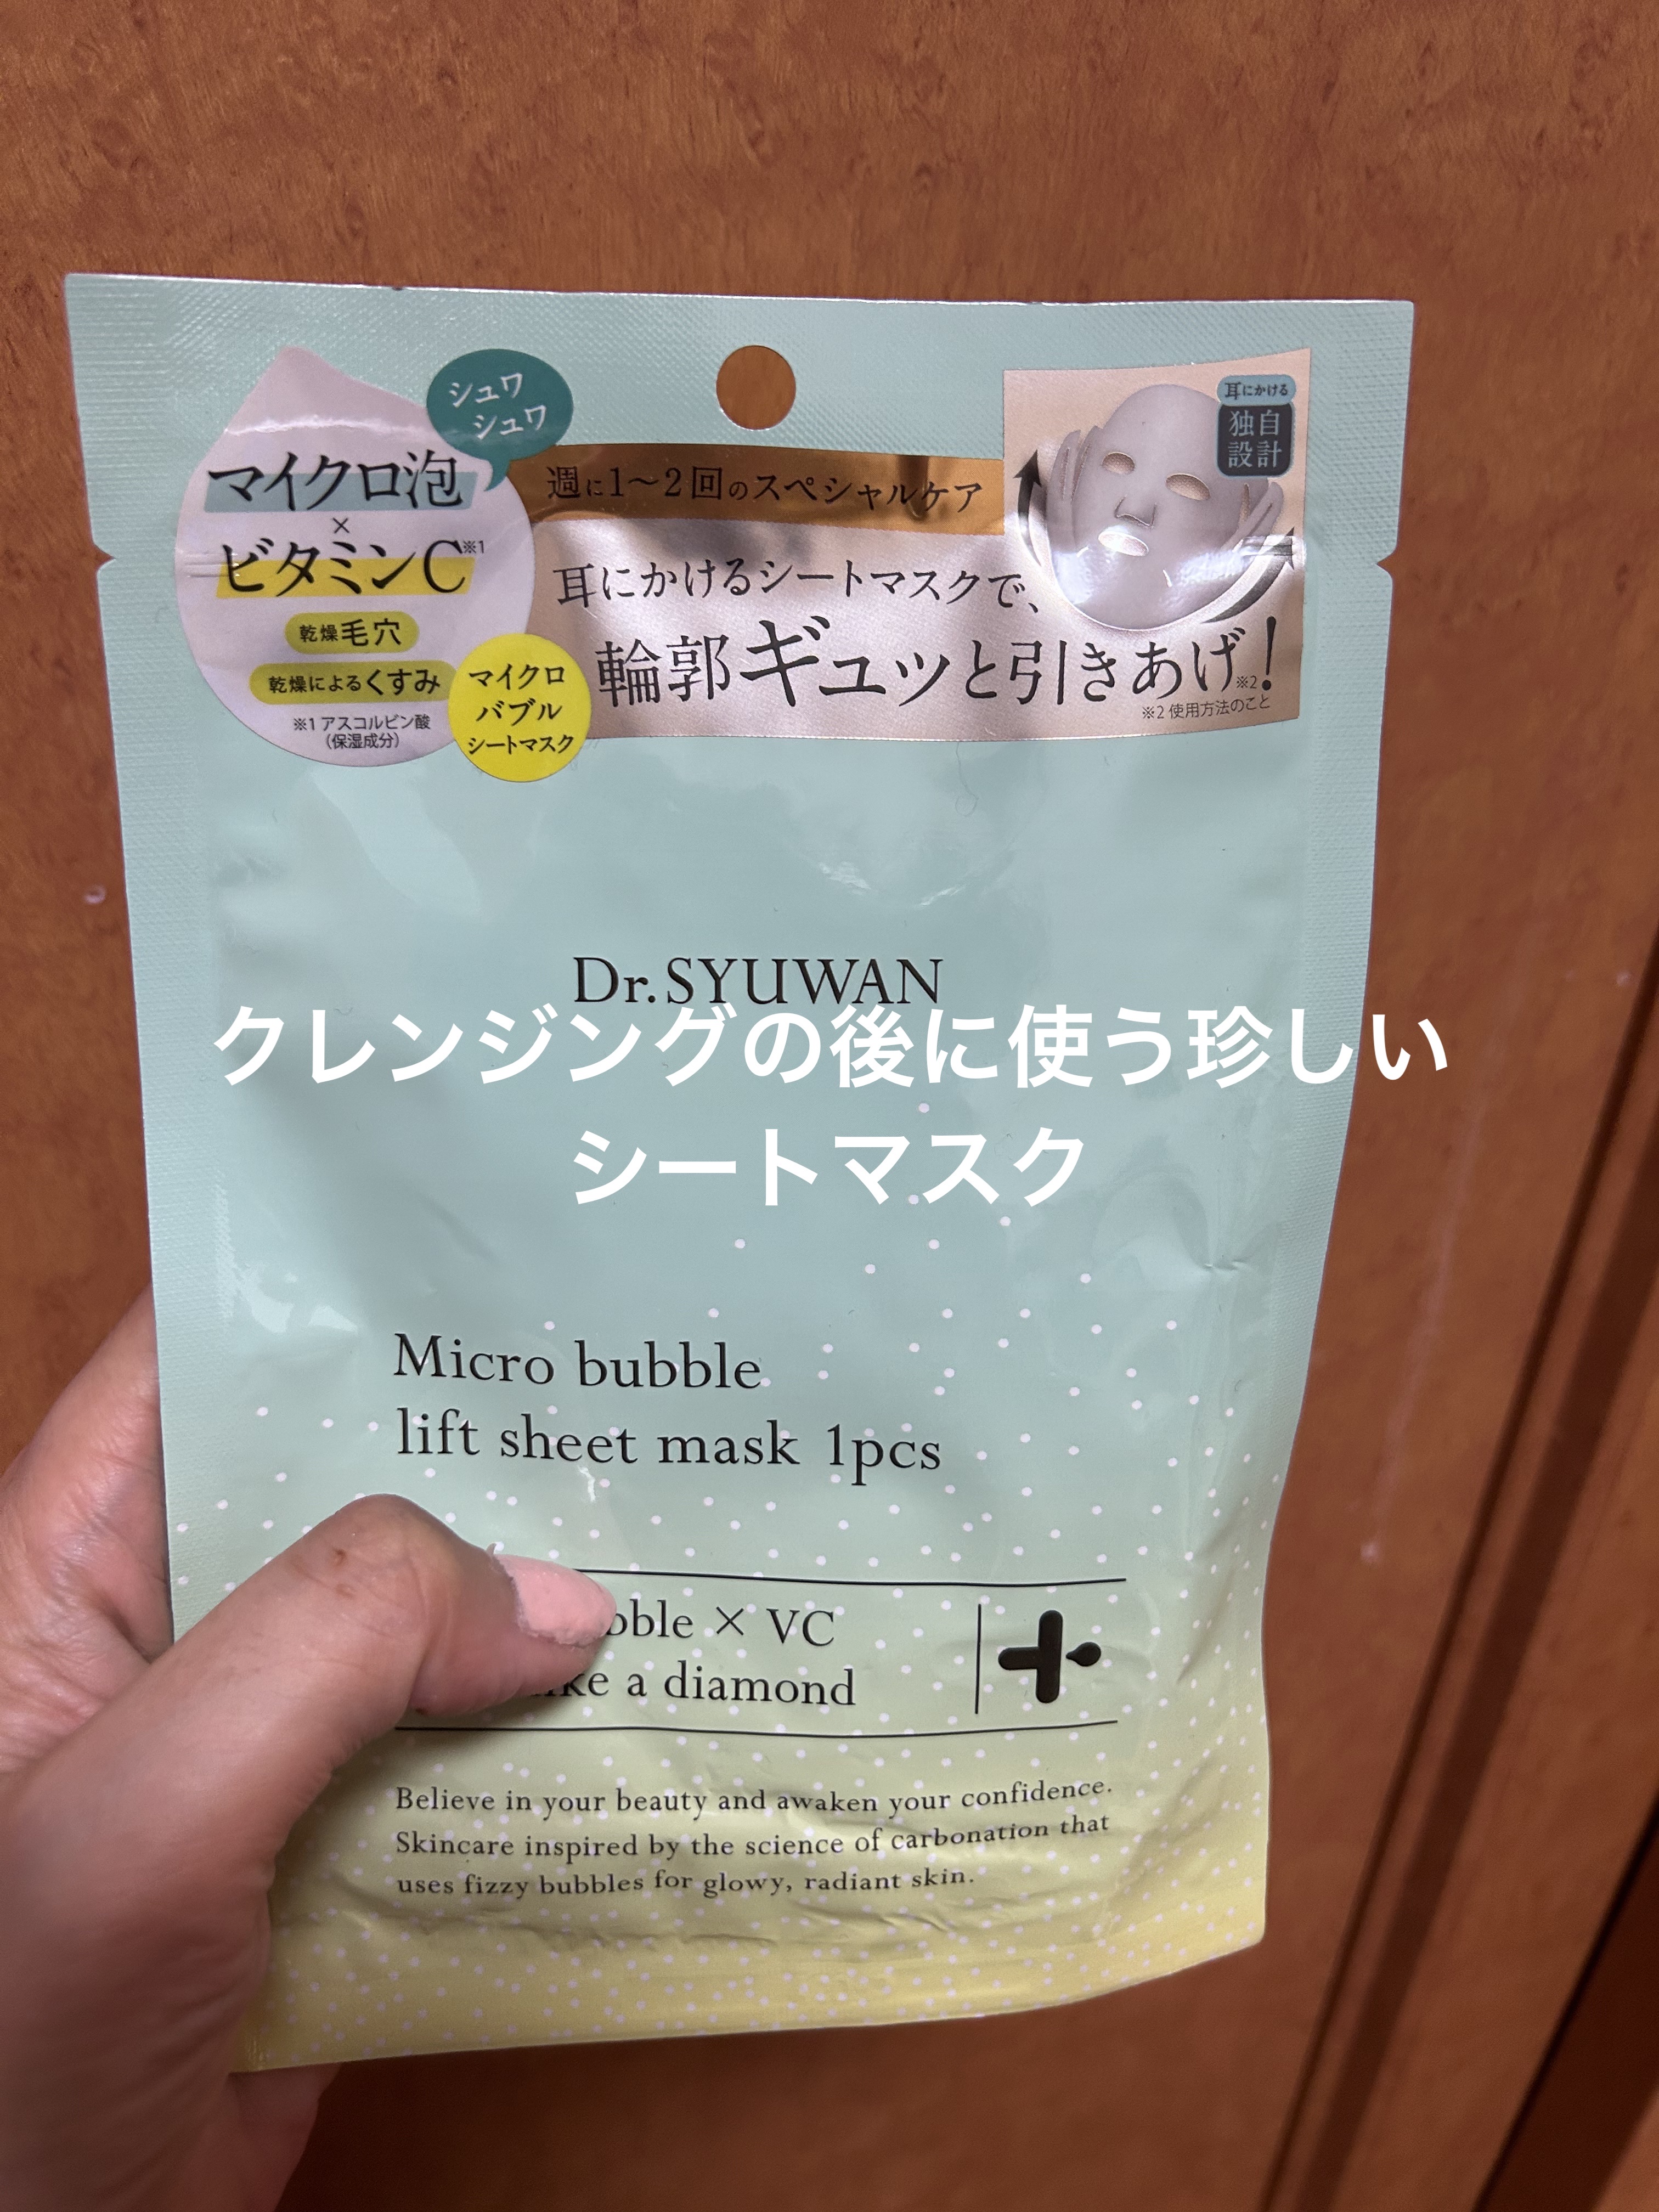 シュワ
シュワ
マイクロ泡
×
ビタミンC※1
乾燥毛穴
乾燥によるくすみ
※1 アスコルビン酸
（保湿成分）
マイクロ
バブル
シートマスク
週に1～2回のスペシャルケア
耳にかけるシートマスクで、
輪郭ギュッと引きあげ※2！
※2 使用方法のこと
耳にかける
独自
設計
Dr.SYUWAN
クレンジングの後に使う珍しい
シートマスク
Micro bubble
lift sheet mask 1pcs
× VC
a diamond
Believe in your beauty and awaken your confidence.
Skincare inspired by the science of carbonation that
uses fizzy bubbles for glowy, radiant skin.